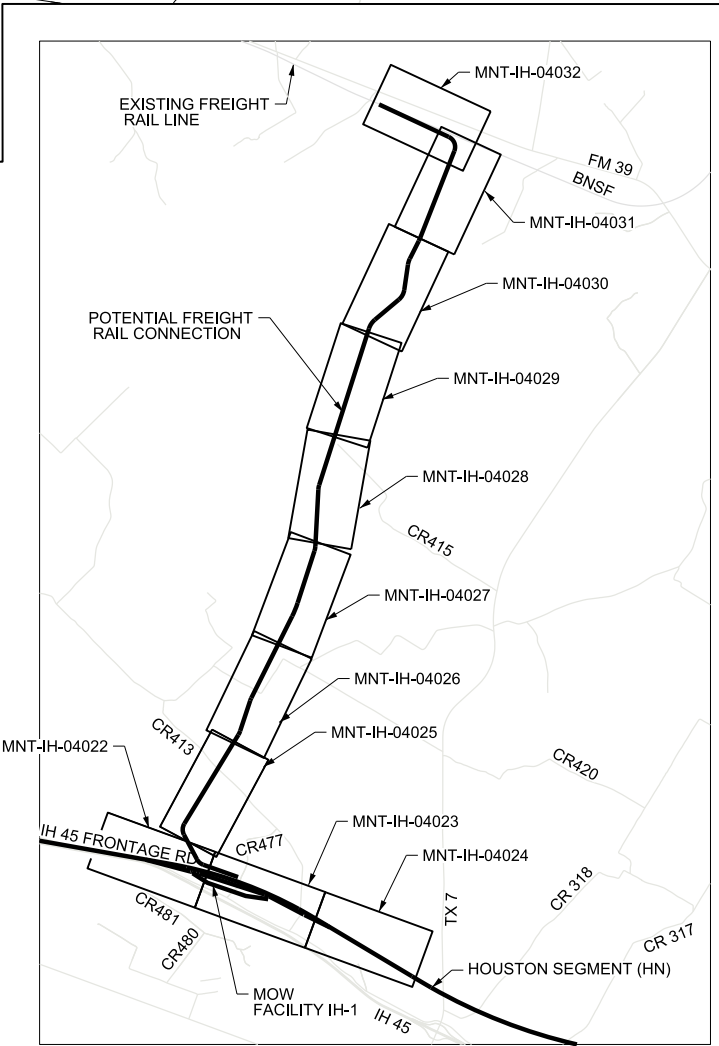 MNT-IH-04032
EXISTING FREIGHT
RAIL LINE
FM 39
BNSF
MNT-IH-04031
MNT-IH-04030
POTENTIAL FREIGHT
RAIL CONNECTION
MNT-IH-04029
MNT-IH-04028
CR415
MNT-IH-04027
MNT-IH-04026
CR413
MNT-IH-04025
MNT-IH-04022
CR420
MNT-IH-04023
IH 45 FRONTAGE RD
CR477
MNT-IH-04024
CR 318
TX 7
CR481
CR 317
CR480
HOUSTON SEGMENT (HN)
MOW
FACILITY IH-1
IH 45